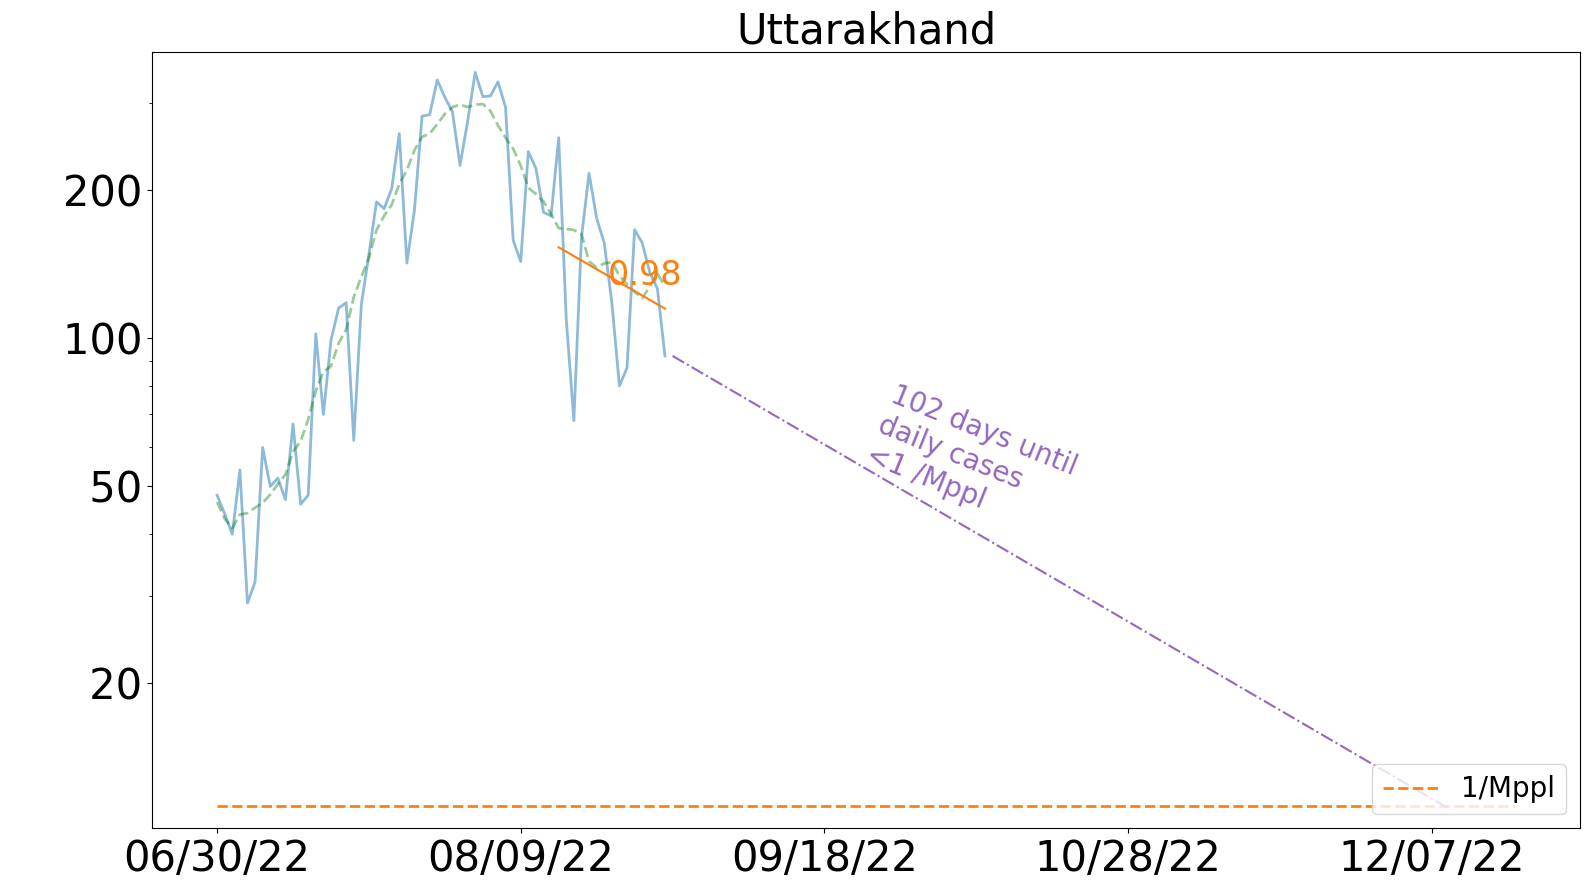 Uttarakhand
200
100
50
20
0.98
102 days until
daily cases
<1 /Mppl
1/Mppl
06/30/22
08/09/22
09/18/22
10/28/22
12/07/22